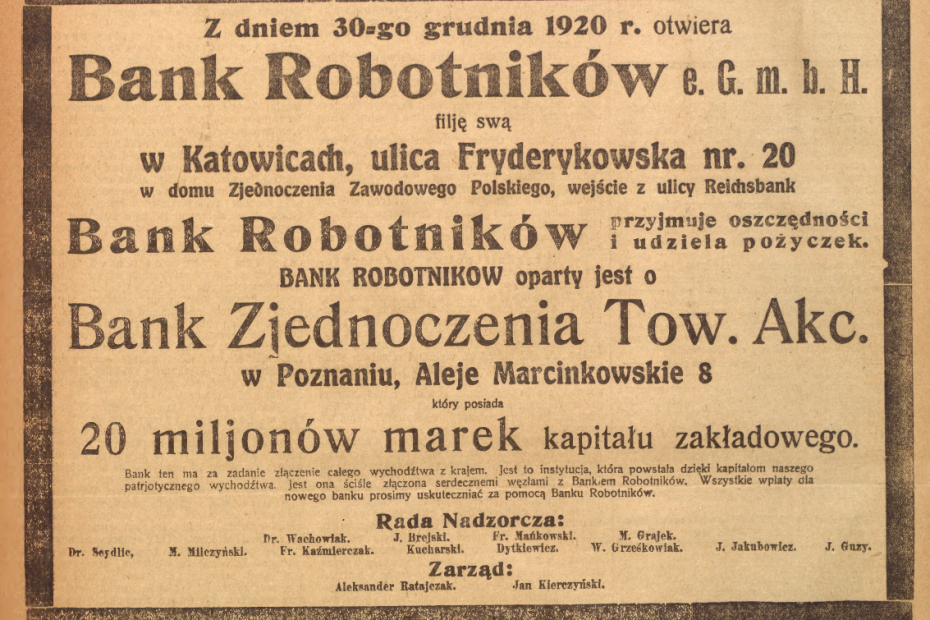 Z dniem 30-go grudnia 1920 r. otwiera
Bank Robotników e. G. m. b. H.
filję swą
w Katowicach, ulica Fryderykowska nr. 20
w domu Zjednoczenia Zawodowego Polskiego, wejście z ulicy Reichsbank
Bank Robotników przyjmuje oszczędności
i udziela pożyczek.
BANK ROBOTNIKOW oparty jest o
Bank Zjednoczenia Tow. Akc.
w Poznaniu, Aleje Marcinkowskie 8
który posiada
20 miljonów marek kapitału zakładowego.
Bank ten ma za zadanie złączenie całego wychodźtwa z krajem. Jest to instytucja, która powstała dzięki kapitałom naszego
patrjotycznego wychodźtwa. Jest ona ściśle złączona serdecznemi węzłami z Bankiem Robotników. Wszystkie wpłaty dla
nowego banku prosimy uskuteczniać za pomocą Banku Robotników.
Rada Nadzorcza:
Dr. Wachowiak. J. Brejski. Fr. Mańkowski. M. Grajek.
Dr. Seydlic, M. Milczyński. Fr. Kaźmierczak. Kucharski. Dytkiewicz. W. Grześkowiak. J. Jakubowicz. J. Guzy.
Zarząd:
Aleksander Ratajczak. Jan Kierczyński.